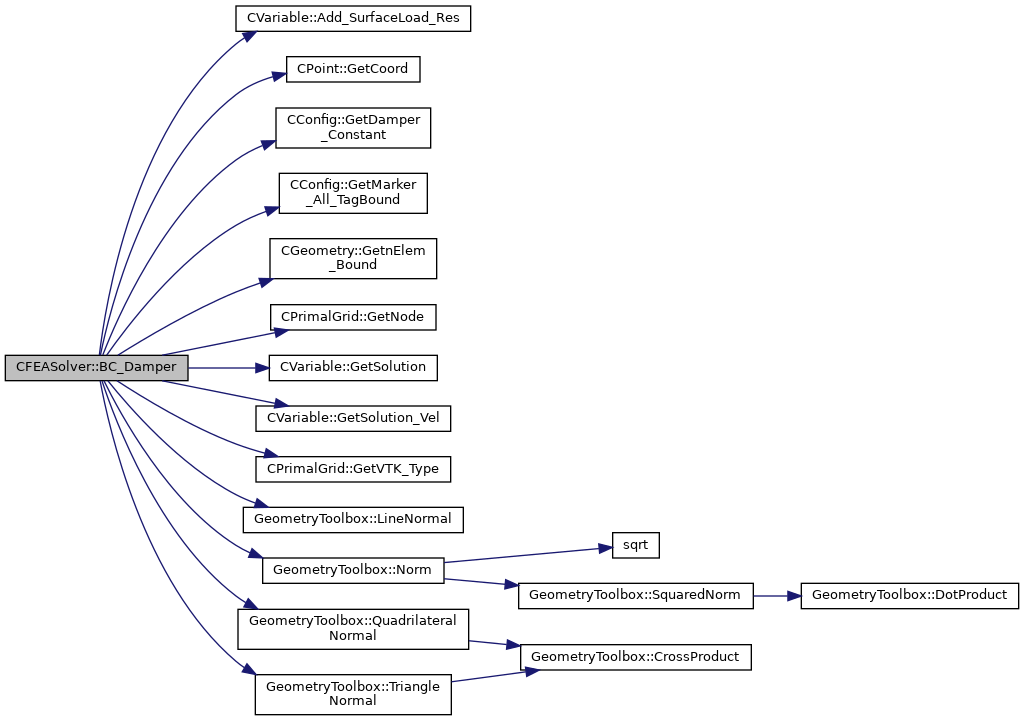 CVariable::Add_SurfaceLoad_Res
CPoint::GetCoord
CConfig::GetDamper
_Constant
CConfig::GetMarker
_All_TagBound
CGeometry::GetnElem
_Bound
CPrimalGrid::GetNode
CFEASolver::BC_Damper
CVariable::GetSolution
CVariable::GetSolution_Vel
CPrimalGrid::GetVTK_Type
GeometryToolbox::LineNormal
GeometryToolbox::Norm
sqrt
GeometryToolbox::SquaredNorm
GeometryToolbox::DotProduct
GeometryToolbox::Quadrilateral
Normal
GeometryToolbox::CrossProduct
GeometryToolbox::Triangle
Normal